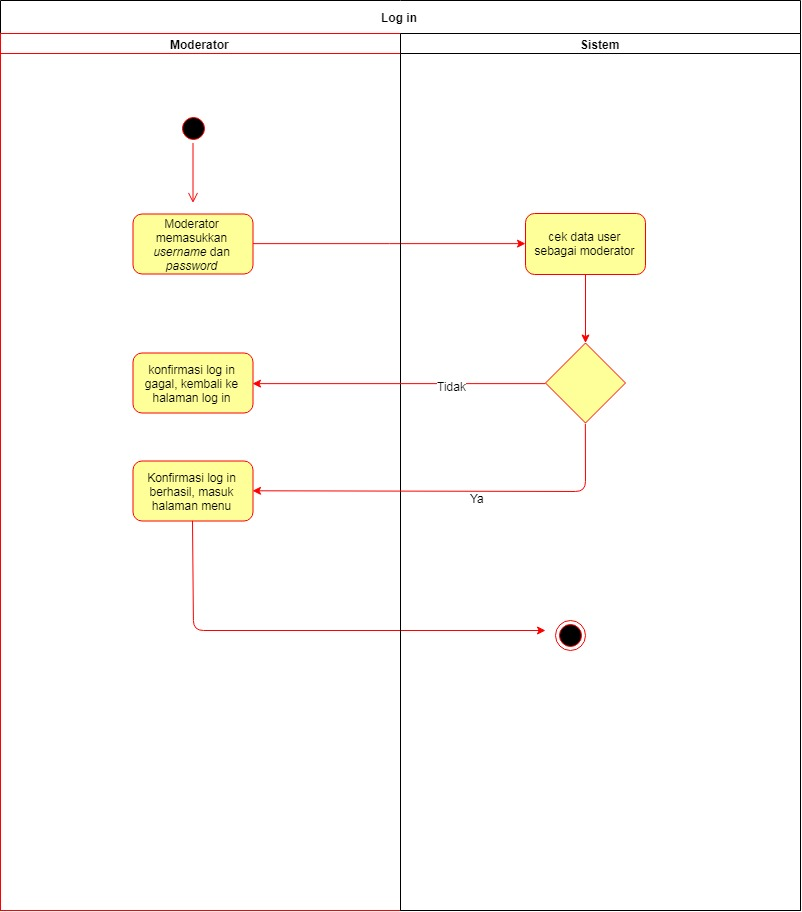 Log in
Moderator
Sistem
Moderator
memasukkan
username dan
password
cek data user
sebagai moderator
konfirmasi log in
gagal, kembali ke
halaman log in
Tidak
Konfirmasi log in
berhasil, masuk
halaman menu
Ya